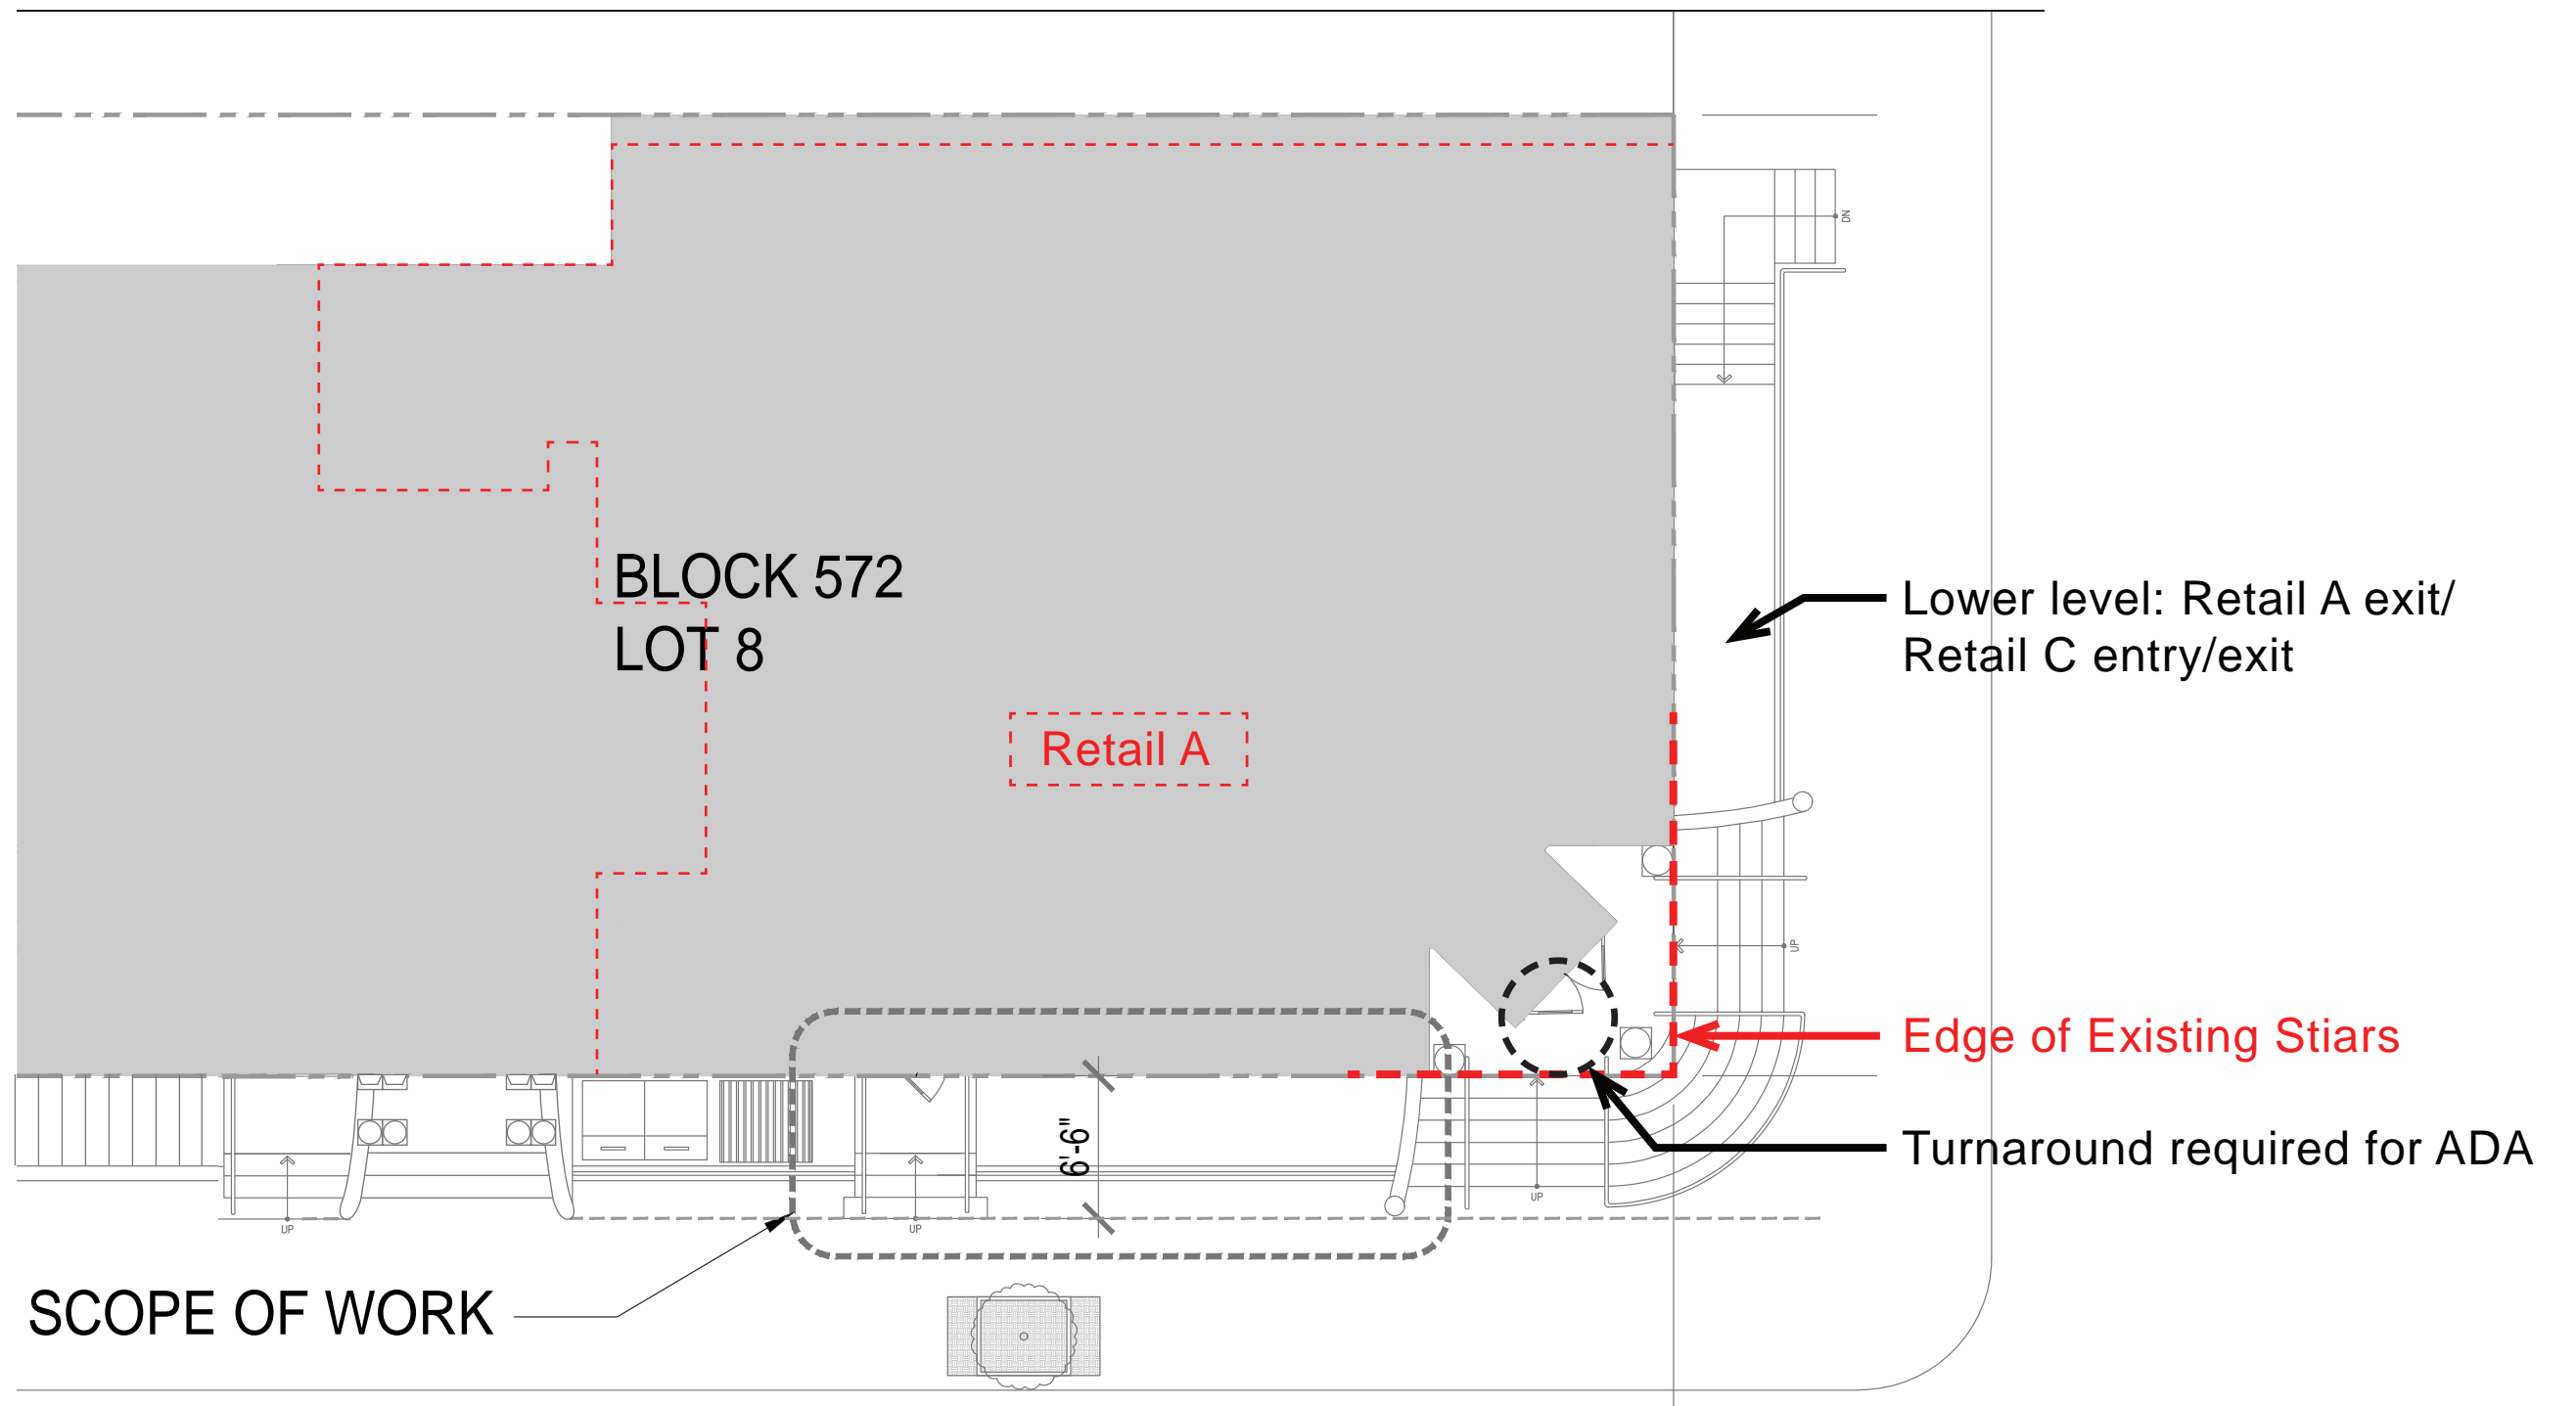 DN
BLOCK 572
LOT 8
Lower level: Retail A exit/
Retail C entry/exit
Retail A
UP
Edge of Existing Stiars
6'-6"
Turnaround required for ADA
UP
UP
UP
SCOPE OF WORK